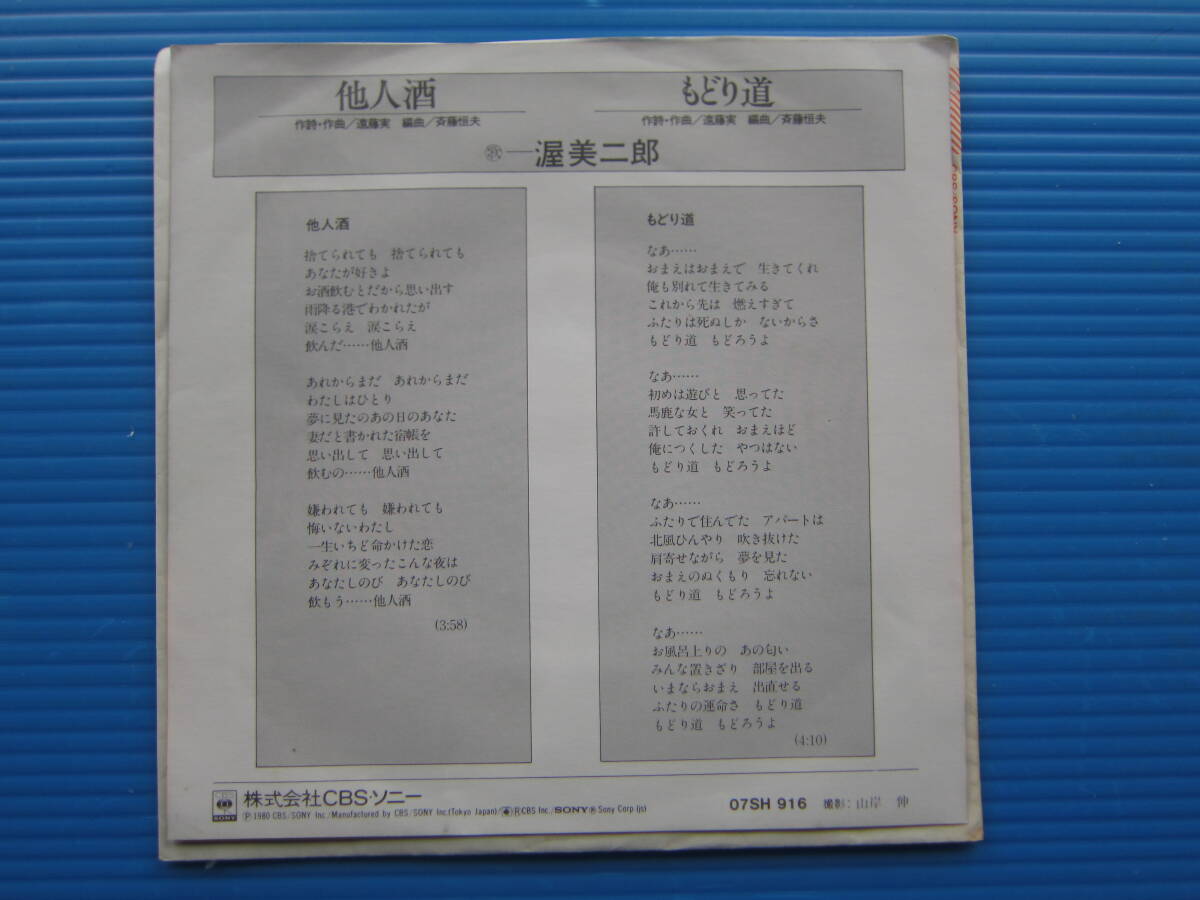 他人酒
作詩・作曲／遠藤実　編曲／斉藤恒夫
もどり道
作詩・作曲／遠藤実　編曲／斉藤恒夫
歌—渥美二郎
他人酒
捨てられても　捨てられても
あなたが好きよ
お酒飲むとだから思い出す
雨降る港でわかれたが
涙こらえ　涙こらえ
飲んだ……他人酒
あれからまだ　あれからまだ
わたしはひとり
夢に見たのあの日のあなた
妻だと書かれた宿帳を
思い出して　思い出して
飲むの……他人酒
嫌われても　嫌われても
悔いないわたし
一生いちど命かけた恋
みぞれに変ったこんな夜は
あなたしのび　あなたしのび
飲もう……他人酒
(3:58)
もどり道
なあ……
おまえはおまえで　生きてくれ
俺も別れて生きてみる
これから先は　燃えすぎて
ふたりは死ぬしか　ないからさ
もどり道　もどろうよ
なあ……
初めは遊びと　思ってた
馬鹿な女と　笑ってた
許しておくれ　おまえほど
俺につくした　やつはない
もどり道　もどろうよ
なあ……
ふたりで住んでた　アパートは
北風ひんやり　吹き抜けた
肩寄せながら　夢を見た
おまえのぬくもり　忘れない
もどり道　もどろうよ
なあ……
お風呂上りの　あの匂い
みんな置きざり　部屋を出る
いまならおまえ　出直せる
ふたりの運命さ　もどり道
もどり道　もどろうよ
(4:10)
SONY
株式会社CBS・ソニー
Ⓟ1980 CBS/SONY Inc./Manufactured by CBS/SONY Inc.(Tokyo Japan)/ⓇCBS Inc./SONY Ⓡ Sony Corp (js)
07SH 916　撮影：山岸　伸
CBS/SONY